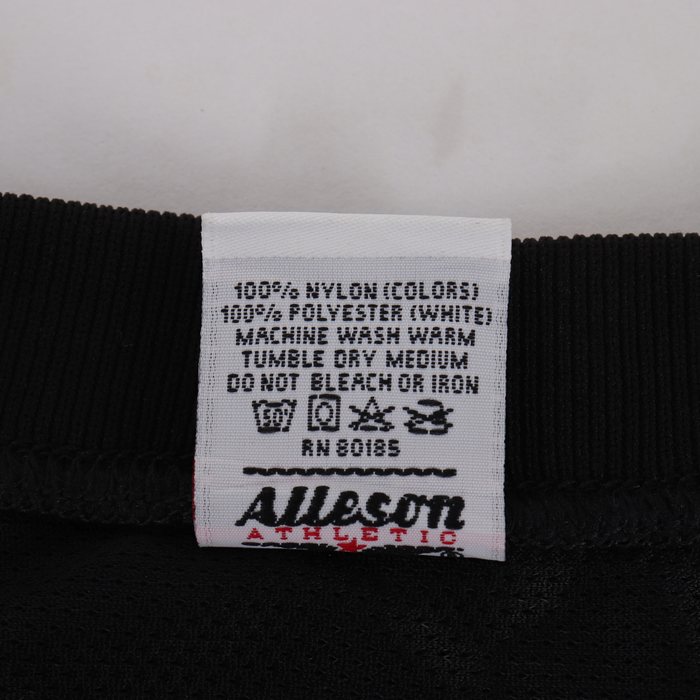 100% NYLON (COLORS)
100% POLYESTER (WHITE)
MACHINE WASH WARM
TUMBLE DRY MEDIUM
DO NOT BLEACH OR IRON
50°
RN 80185
Alleson
ATHLETIC